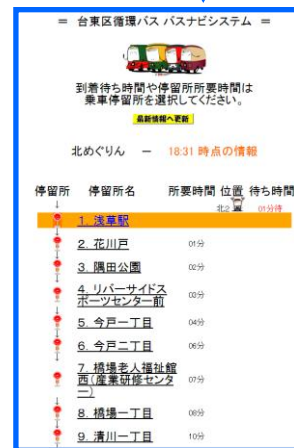 ＝ 台東区循環バス バスナビシステム ＝
到着待ち時間や停留所所要時間は
乗車停留所を選択してください。
最新情報へ更新
北めぐりん － 18:31 時点の情報
停留所 停留所名 所要時間 位置 待ち時間
↓ 北2 01分待
1. 浅草駅
2. 花川戸 01分
3. 隅田公園 02分
4. リバーサイドス
ポーツセンター前 03分
5. 今戸一丁目 04分
6. 今戸二丁目 06分
7. 橋場老人福祉館
西(産業研修センタ 07分
ー)
8. 橋場一丁目 08分
9. 清川一丁目 10分